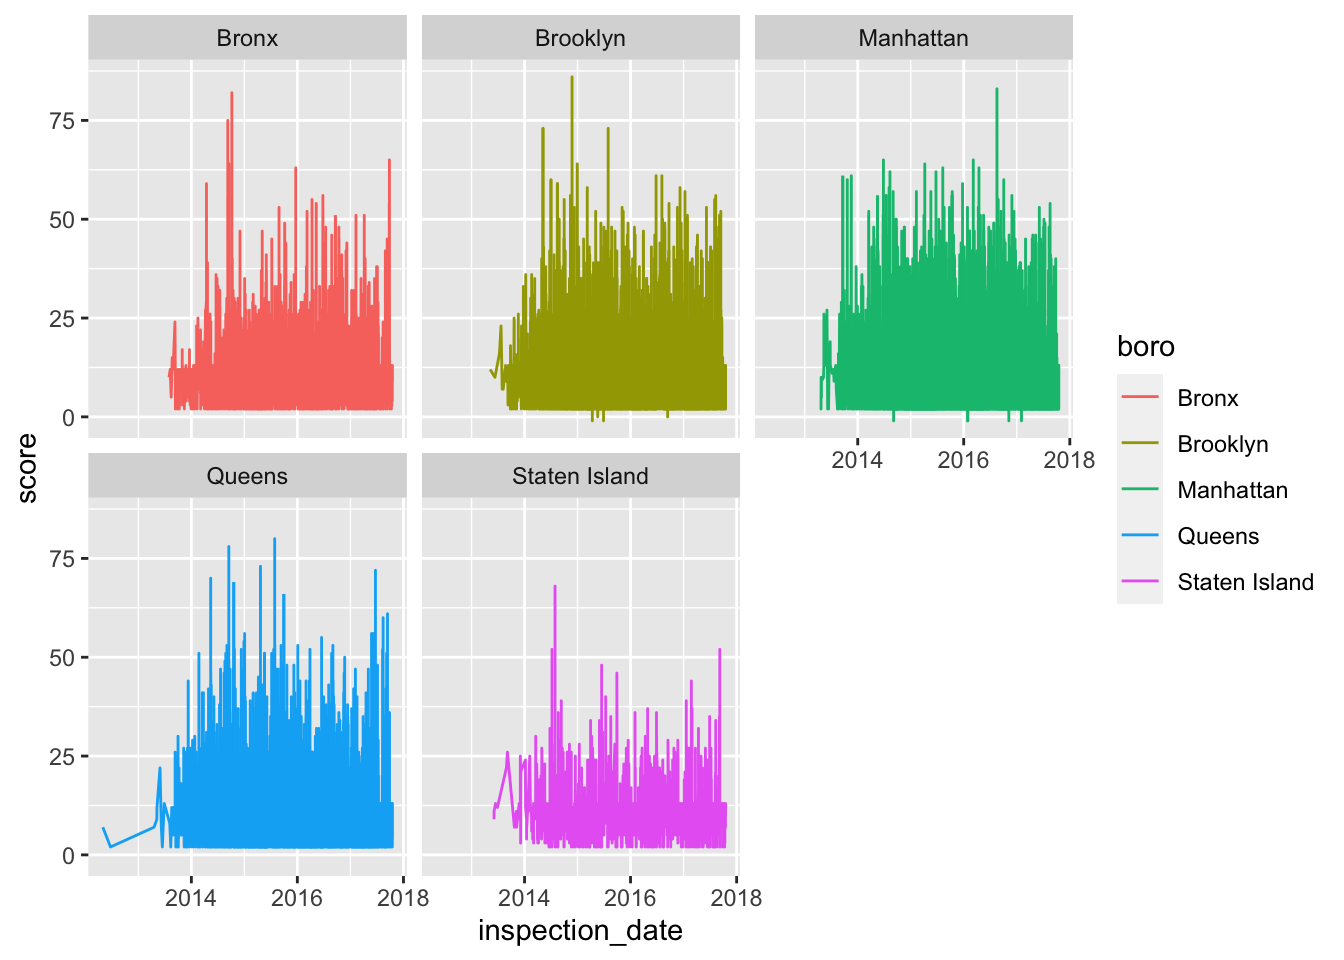 Bronx
Brooklyn
Manhattan
75
50
25
0
2014 2016 2018
Queens
Staten Island
75
50
25
0
2014 2016 2018
2014 2016 2018
score
inspection_date
boro
Bronx
Brooklyn
Manhattan
Queens
Staten Island